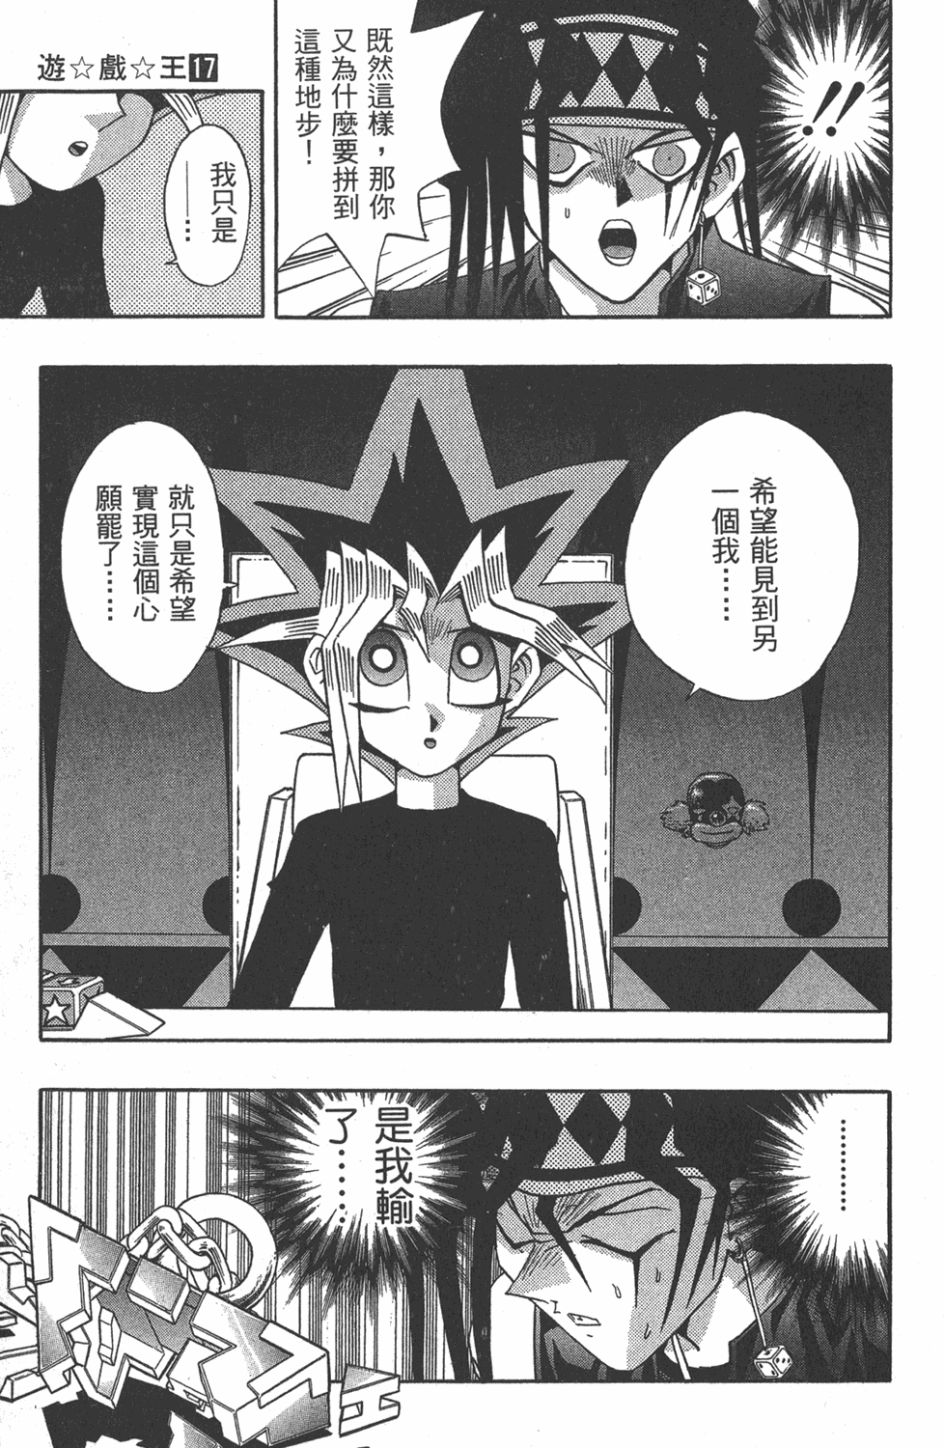 遊☆戲☆王17
！！
既然這樣，那你
又為什麼要拼到
這種地步！
我只是
——…
希望能見到另
一個我……
就只是希望
實現這個心
願罷了……
………
是我輸
了……